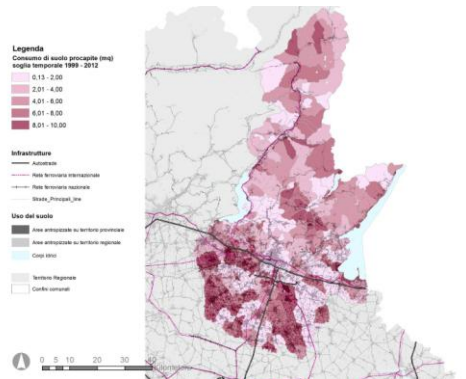 Legenda
Consumo di suolo procapite (mq)
soglia temporale 1999 - 2012
0,13 - 2,00
2,01 - 4,00
4,01 - 6,00
6,01 - 8,00
8,01 - 10,00
Infrastrutture
Autostrade
Rete ferroviaria internazionale
Rete ferroviaria nazionale
Strade_Principali_line
Uso del suolo
Aree antropizzate su territorio provinciale
Aree antropizzate su territorio regionale
Corpi idrici
Territorio Regionale
Confini comunali
0 5 10 20 30 40